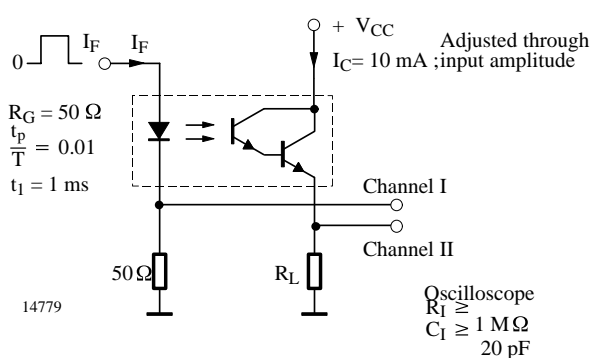 + V_CC
0
I_F
I_F
I_C = 10 mA ;
Adjusted through
input amplitude
R_G = 50 Ω
t_p
T
= 0.01
t_1 = 1 ms
Channel I
Channel II
50 Ω
R_L
14779
Oscilloscope
R_I ≥
C_I ≥
1 MΩ
20 pF